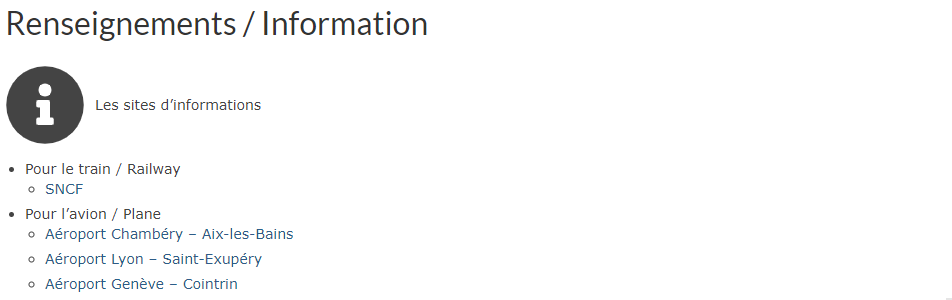 Renseignements / Information
Les sites d’informations
Pour le train / Railway
SNCF
Pour l’avion / Plane
Aéroport Chambéry – Aix-les-Bains
Aéroport Lyon – Saint-Exupéry
Aéroport Genève – Cointrin